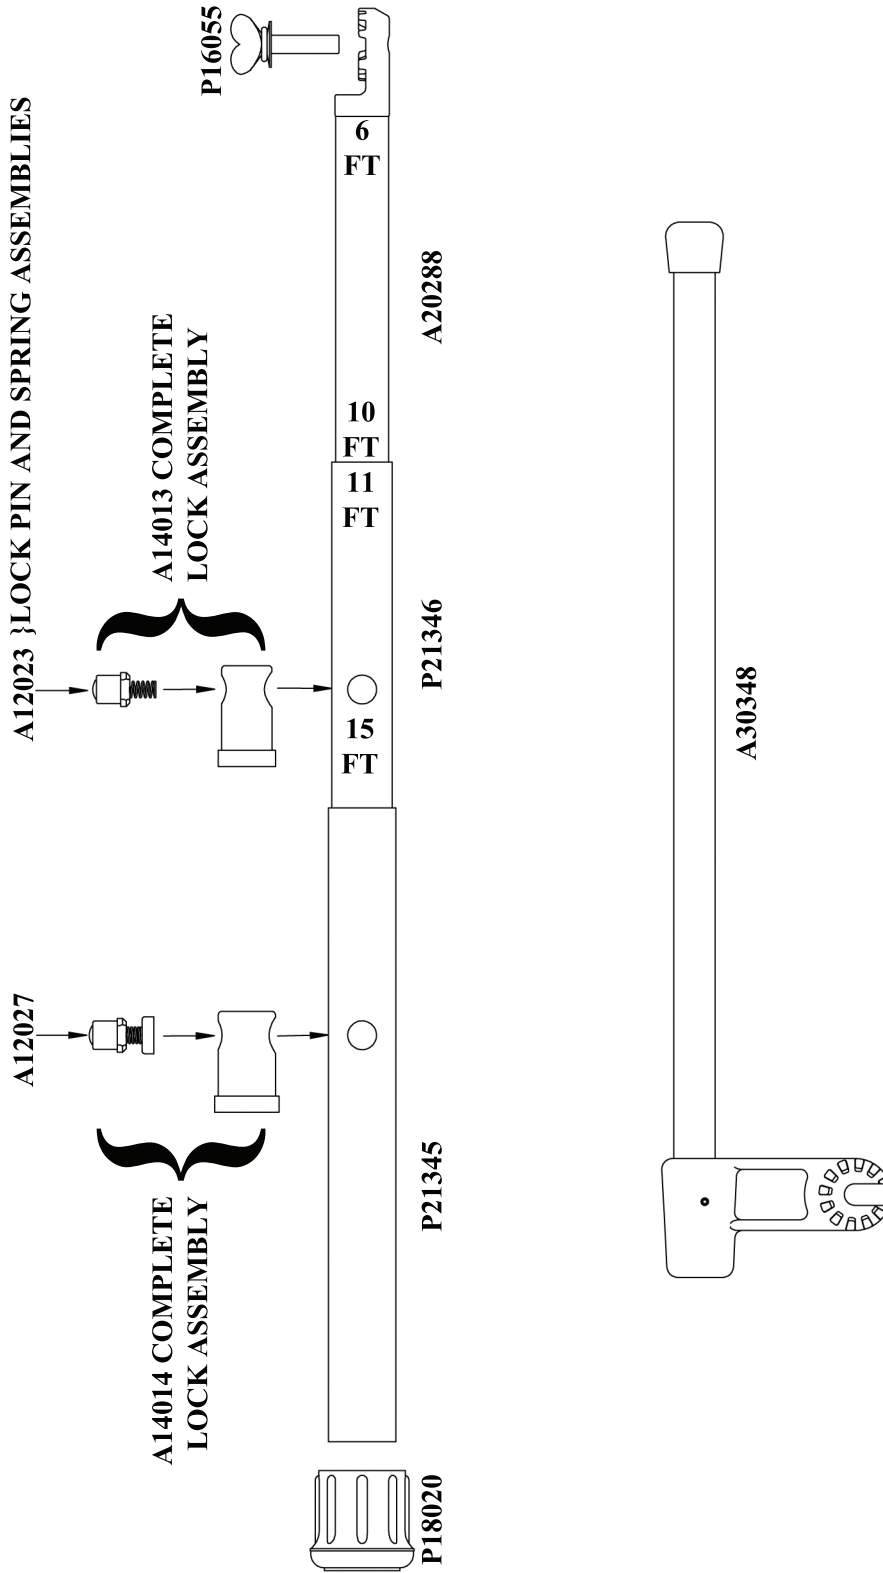 A12027
A12023 }LOCK PIN AND SPRING ASSEMBLIES
A14014 COMPLETE
LOCK ASSEMBLY
A14013 COMPLETE
LOCK ASSEMBLY
P16055
15
FT
11
FT
10
FT
6
FT
P18020
P21345
P21346
A20288
A30348